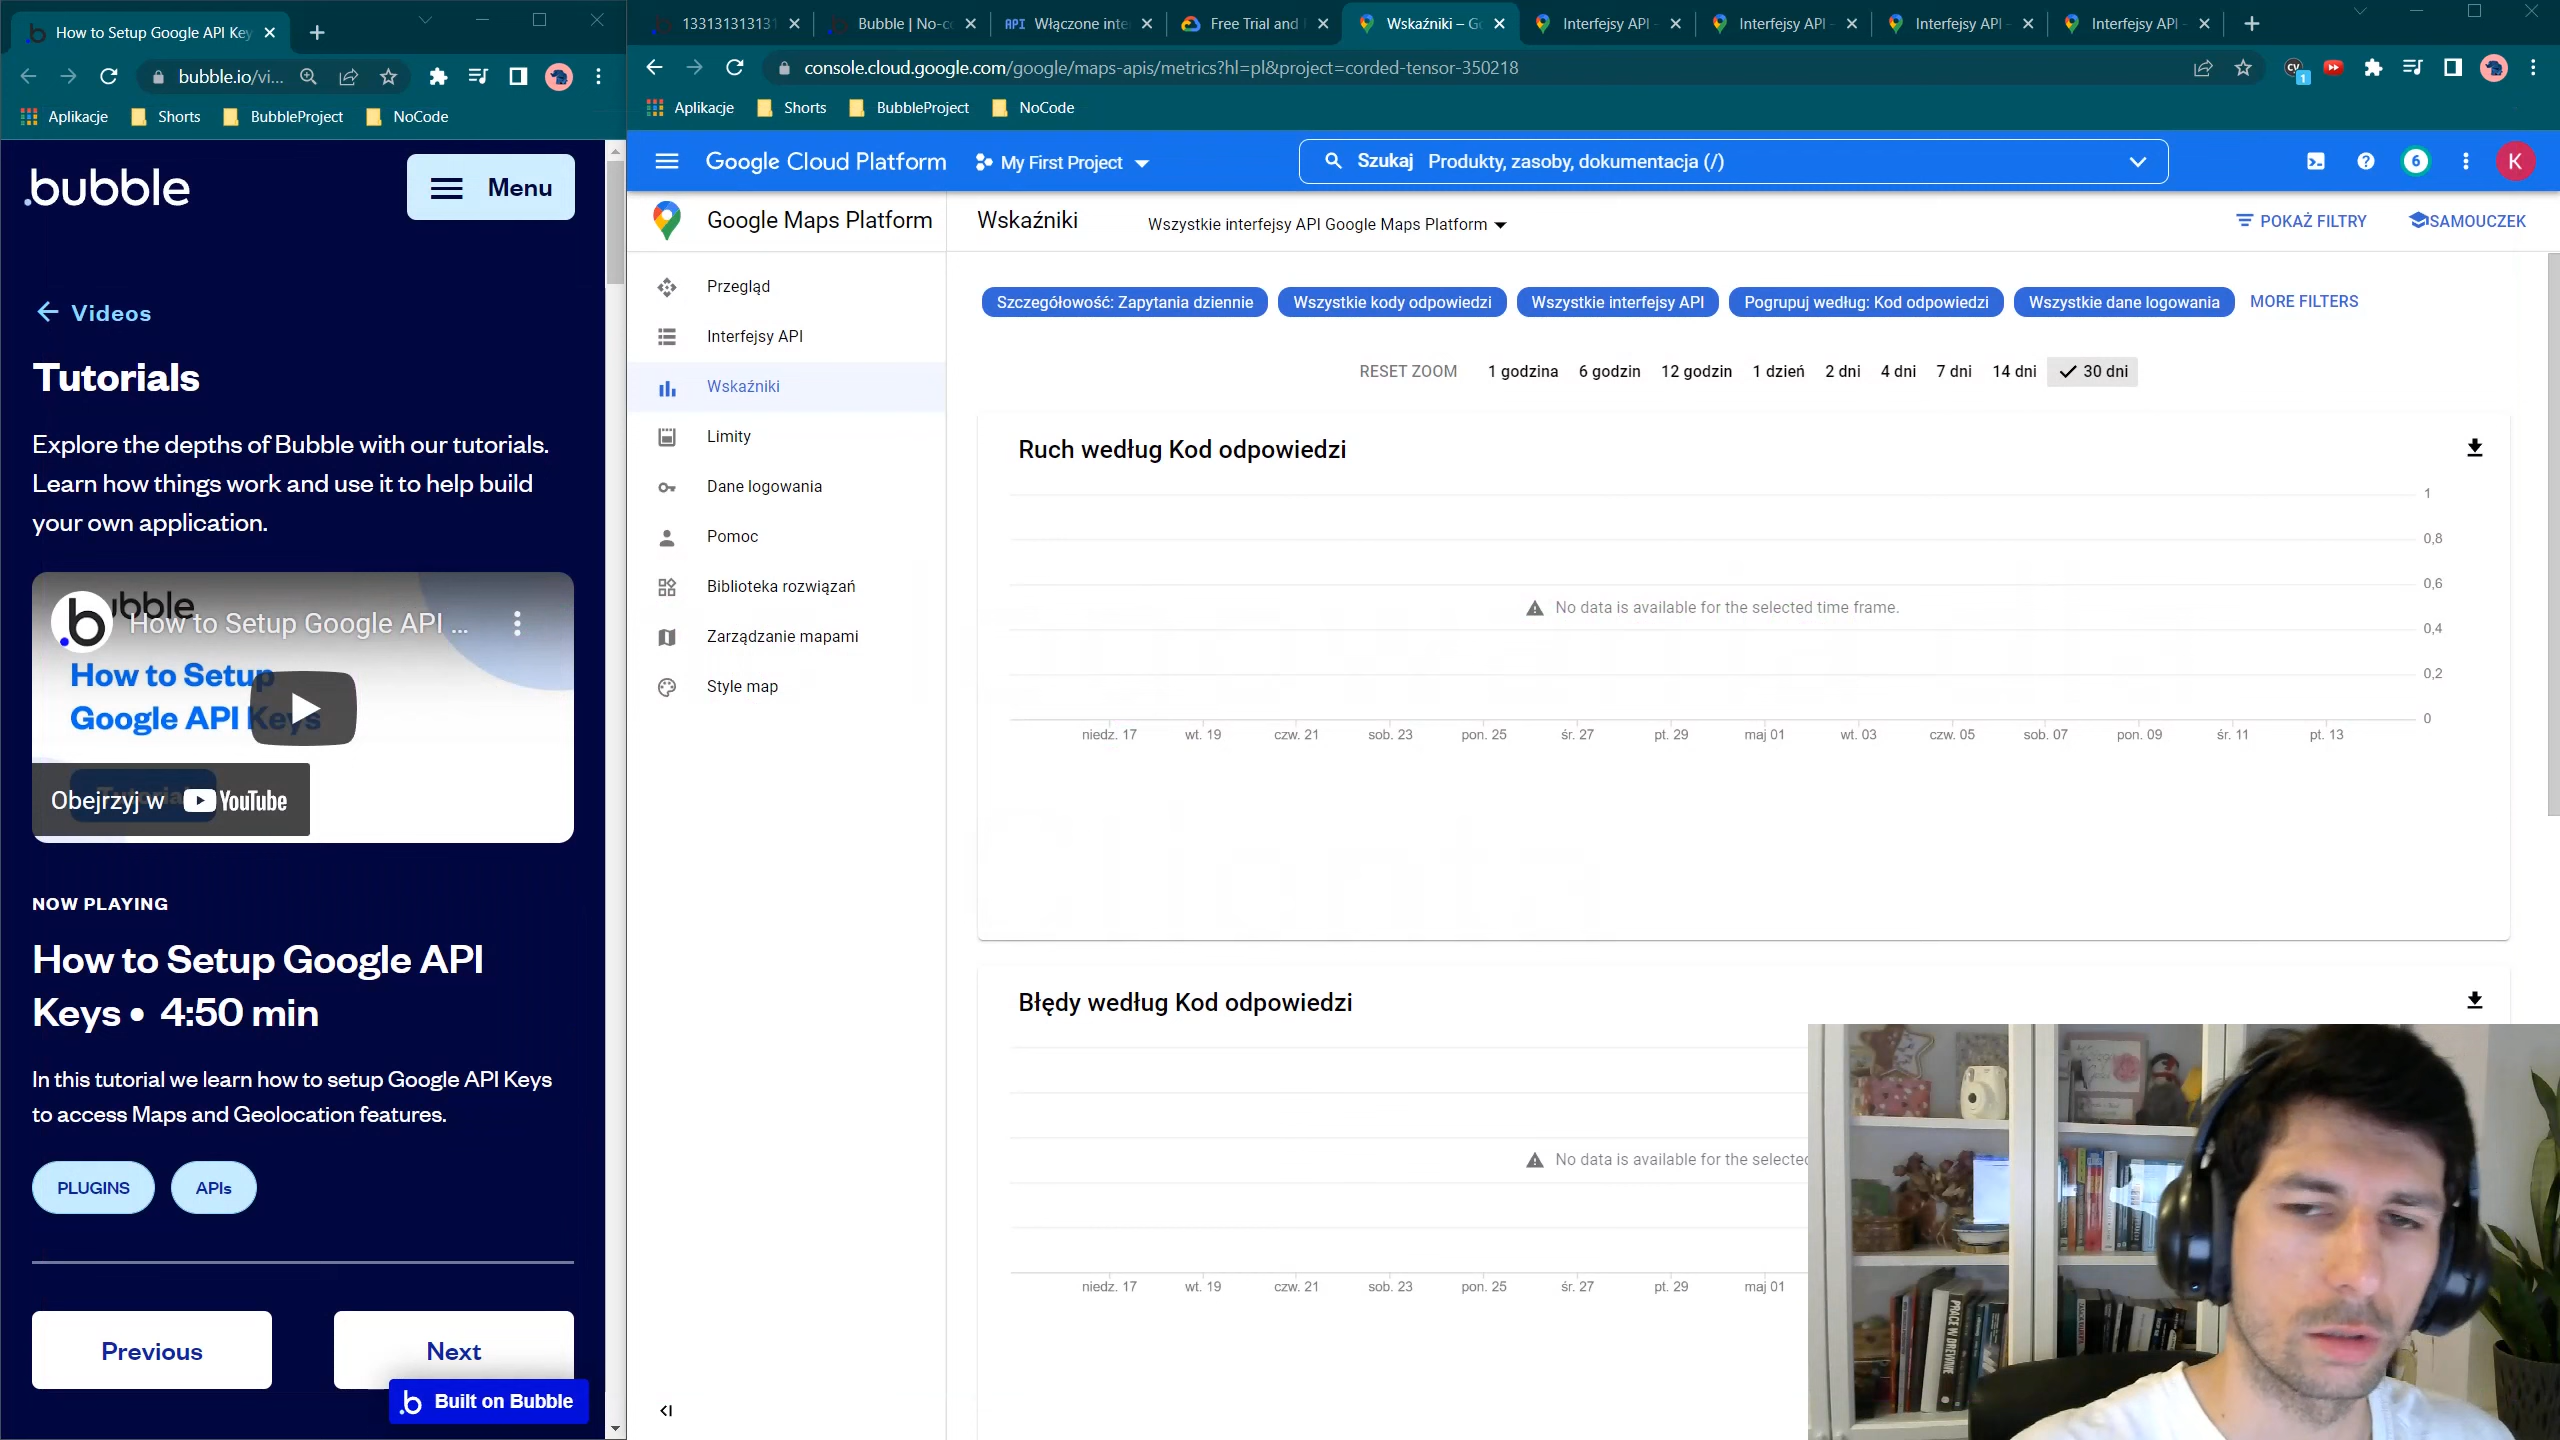 How to Setup Google API Key
bubble.io/vi...
Aplikacje
Shorts
BubbleProject
NoCode
.bubble
Menu
Videos
Tutorials
Explore the depths of Bubble with our tutorials.
Learn how things work and use it to help build
your own application.
bubble
How to Setup Google API ...
How to Setup
Google API Keys
Obejrzyj w YouTube
NOW PLAYING
How to Setup Google API
Keys • 4:50 min
In this tutorial we learn how to setup Google API Keys
to access Maps and Geolocation features.
PLUGINS
APIs
Previous
Next
Built on Bubble
133131313131
Bubble | No-co
API Włączone inte
Free Trial and
Wskaźniki – Go
Interfejsy API -
Interfejsy API -
Interfejsy API -
Interfejsy API -
console.cloud.google.com/google/maps-apis/metrics?hl=pl&project=corded-tensor-350218
1
Aplikacje
Shorts
BubbleProject
NoCode
Google Cloud Platform
My First Project
Szukaj Produkty, zasoby, dokumentacja (/)
6
K
Google Maps Platform
Wskaźniki
Wszystkie interfejsy API Google Maps Platform
POKAŻ FILTRY
SAMOUCZEK
Przegląd
Interfejsy API
Wskaźniki
Limity
Dane logowania
Pomoc
Biblioteka rozwiązań
Zarządzanie mapami
Style map
Szczegółowość: Zapytania dziennie
Wszystkie kody odpowiedzi
Wszystkie interfejsy API
Pogrupuj według: Kod odpowiedzi
Wszystkie dane logowania
MORE FILTERS
RESET ZOOM
1 godzina
6 godzin
12 godzin
1 dzień
2 dni
4 dni
7 dni
14 dni
30 dni
Ruch według Kod odpowiedzi
1
0,8
0,6
No data is available for the selected time frame.
0,4
0,2
0
niedz. 17
wt. 19
czw. 21
sob. 23
pon. 25
śr. 27
pt. 29
maj 01
wt. 03
czw. 05
sob. 07
pon. 09
śr. 11
pt. 13
Błędy według Kod odpowiedzi
No data is available for the selected
niedz. 17
wt. 19
czw. 21
sob. 23
pon. 25
śr. 27
pt. 29
maj 01
PRACE W DREWNIE